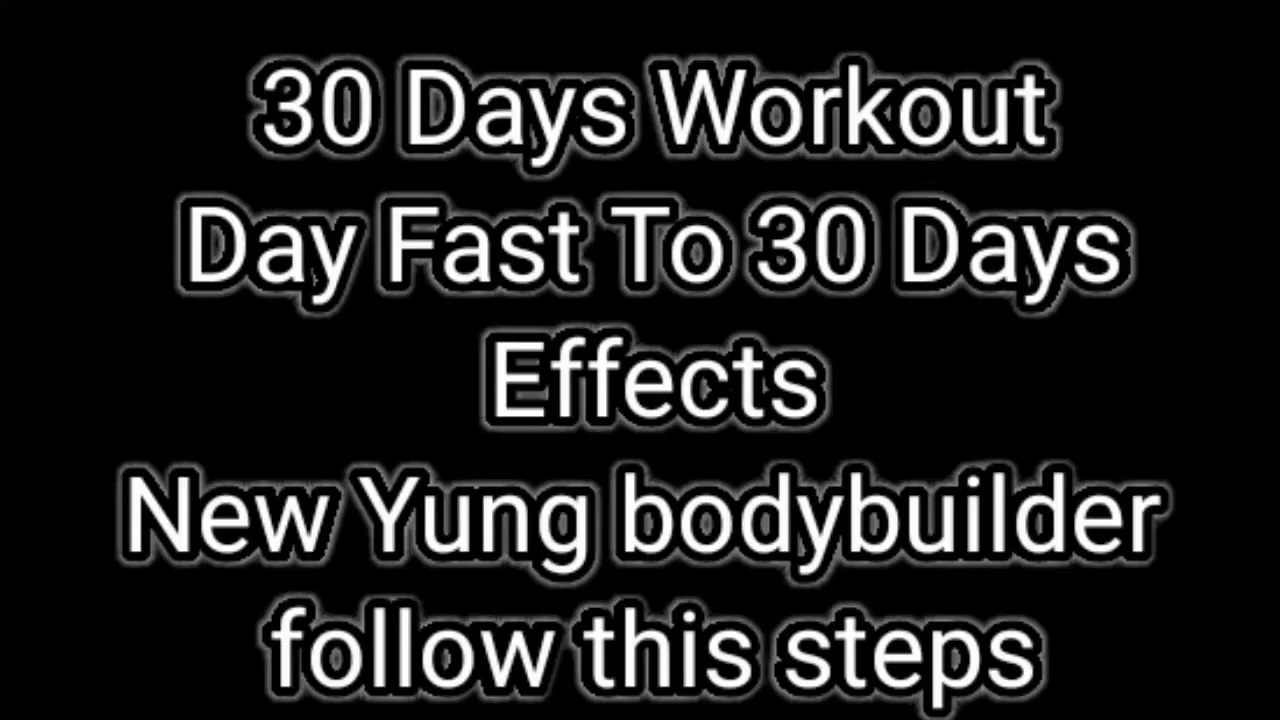 30 Days Workout
Day Fast To 30 Days
Effects
New Yung bodybuilder
follow this steps